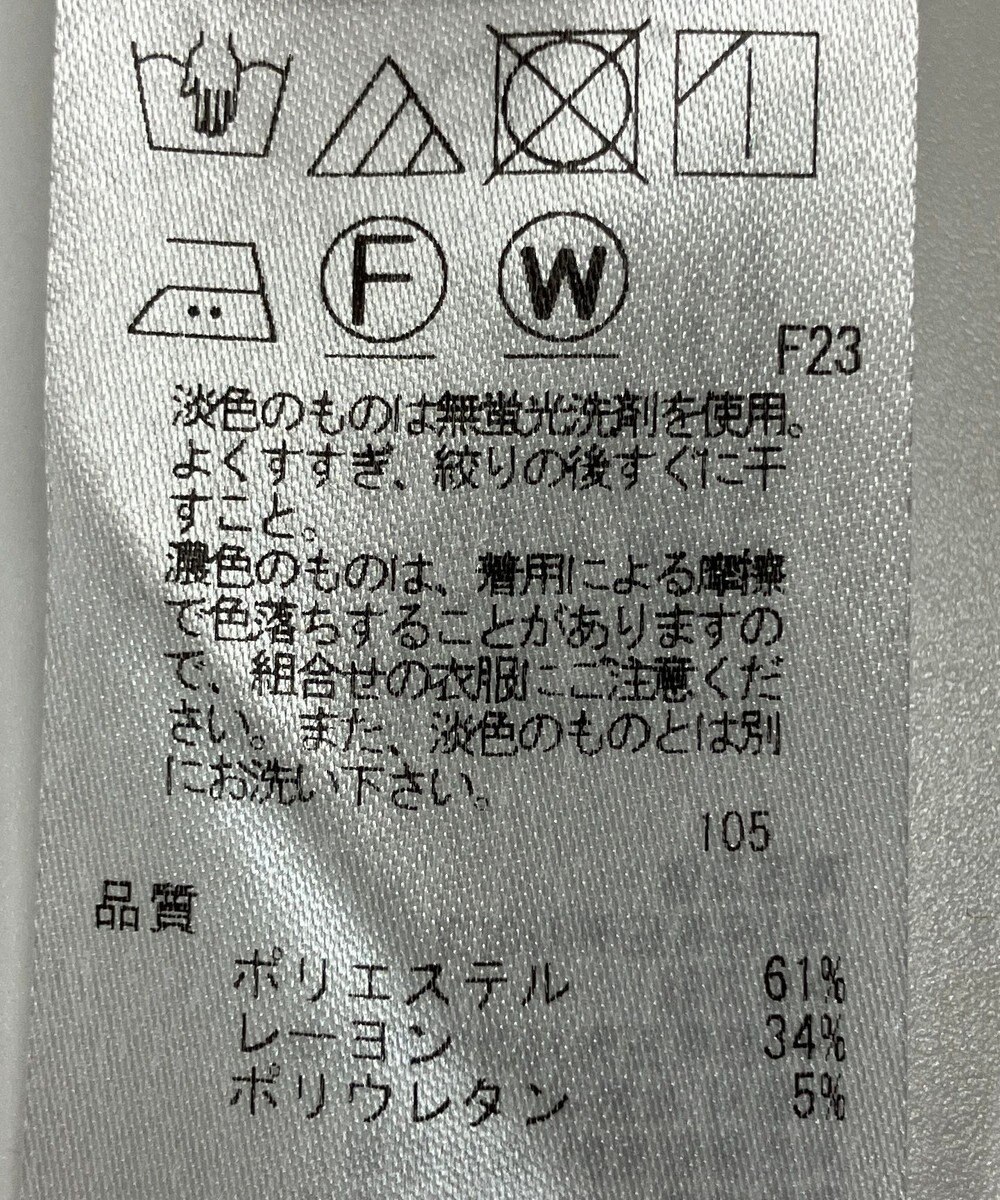 F
W
F23
淡色のものは無蛍光洗剤を使用。
よくすすぎ、絞りの後すぐに干
すこと。
濃色のものは、着用による摩擦
で色落ちすることがありますの
で、組合せの衣服にご注意くだ
さい。また、淡色のものとは別
にお洗い下さい。
105
品質
ポリエステル 61%
レーヨン 34%
ポリウレタン 5%